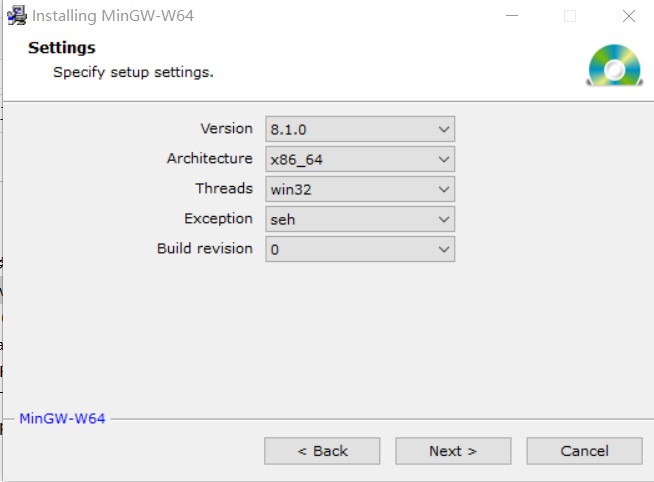 Installing MinGW-W64
Settings
Specify setup settings.
Version 8.1.0
Architecture x86_64
Threads win32
Exception seh
Build revision 0
MinGW-W64
< Back Next > Cancel